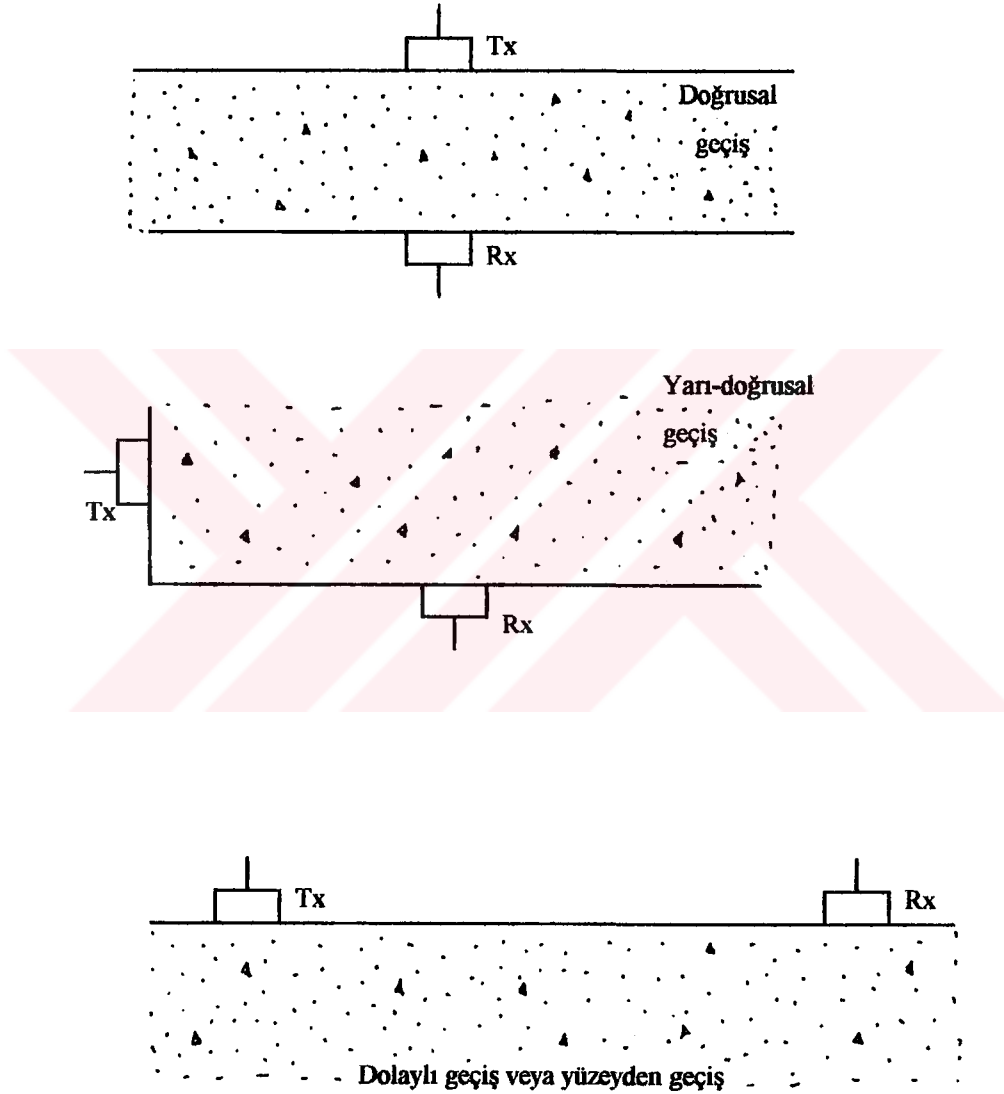 Tx
Doğrusal
geçiş
Rx
Yarı-doğrusal
geçiş
Tx
Rx
Tx
Rx
Dolaylı geçiş veya yüzeyden geçiş